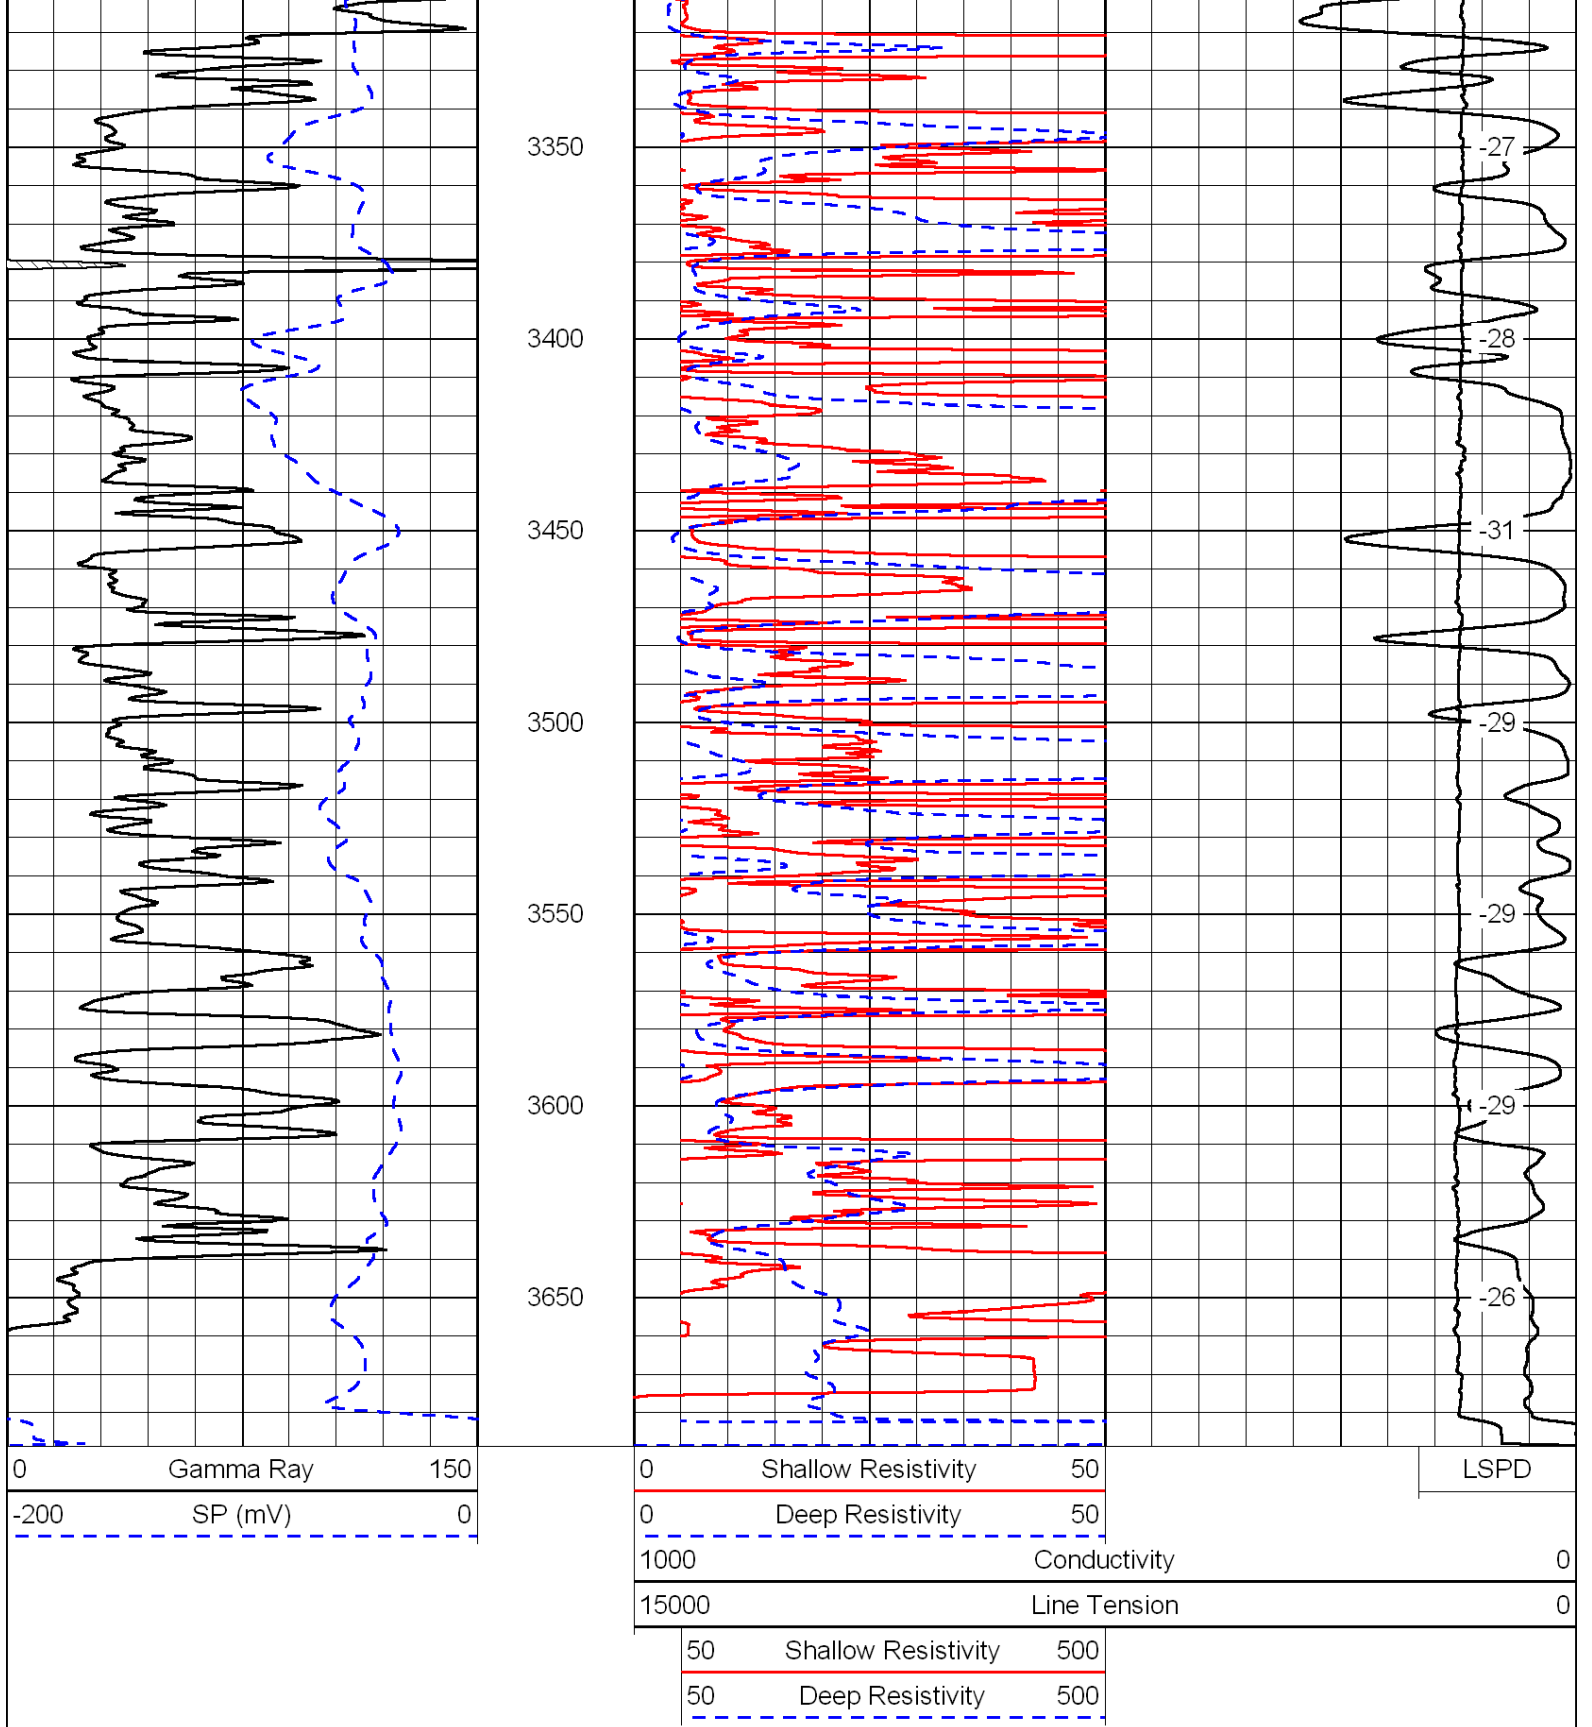 3350 -27
3400 -28
3450 -31
3500 -29
3550 -29
3600 -29
3650 -26
0 Gamma Ray 150
-200 SP (mV) 0
0 Shallow Resistivity 50
0 Deep Resistivity 50
LSPD
1000 Conductivity 0
15000 Line Tension 0
50 Shallow Resistivity 500
50 Deep Resistivity 500